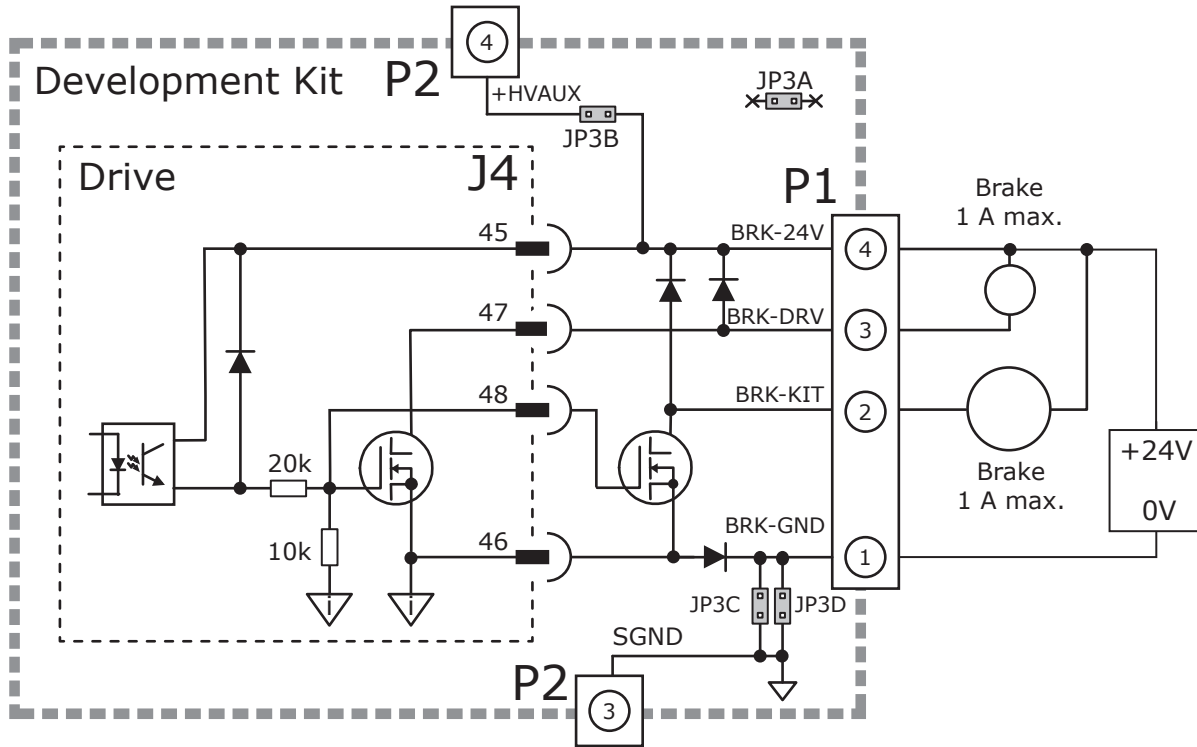 4
Development Kit
P2
+HVAUX
JP3B
JP3A
Drive
J4
P1
Brake
1 A max.
45
BRK-24V
4
47
BRK-DRV
3
48
BRK-KIT
2
20k
+24V
0V
Brake
1 A max.
10k
46
BRK-GND
1
JP3C
JP3D
SGND
P2
3